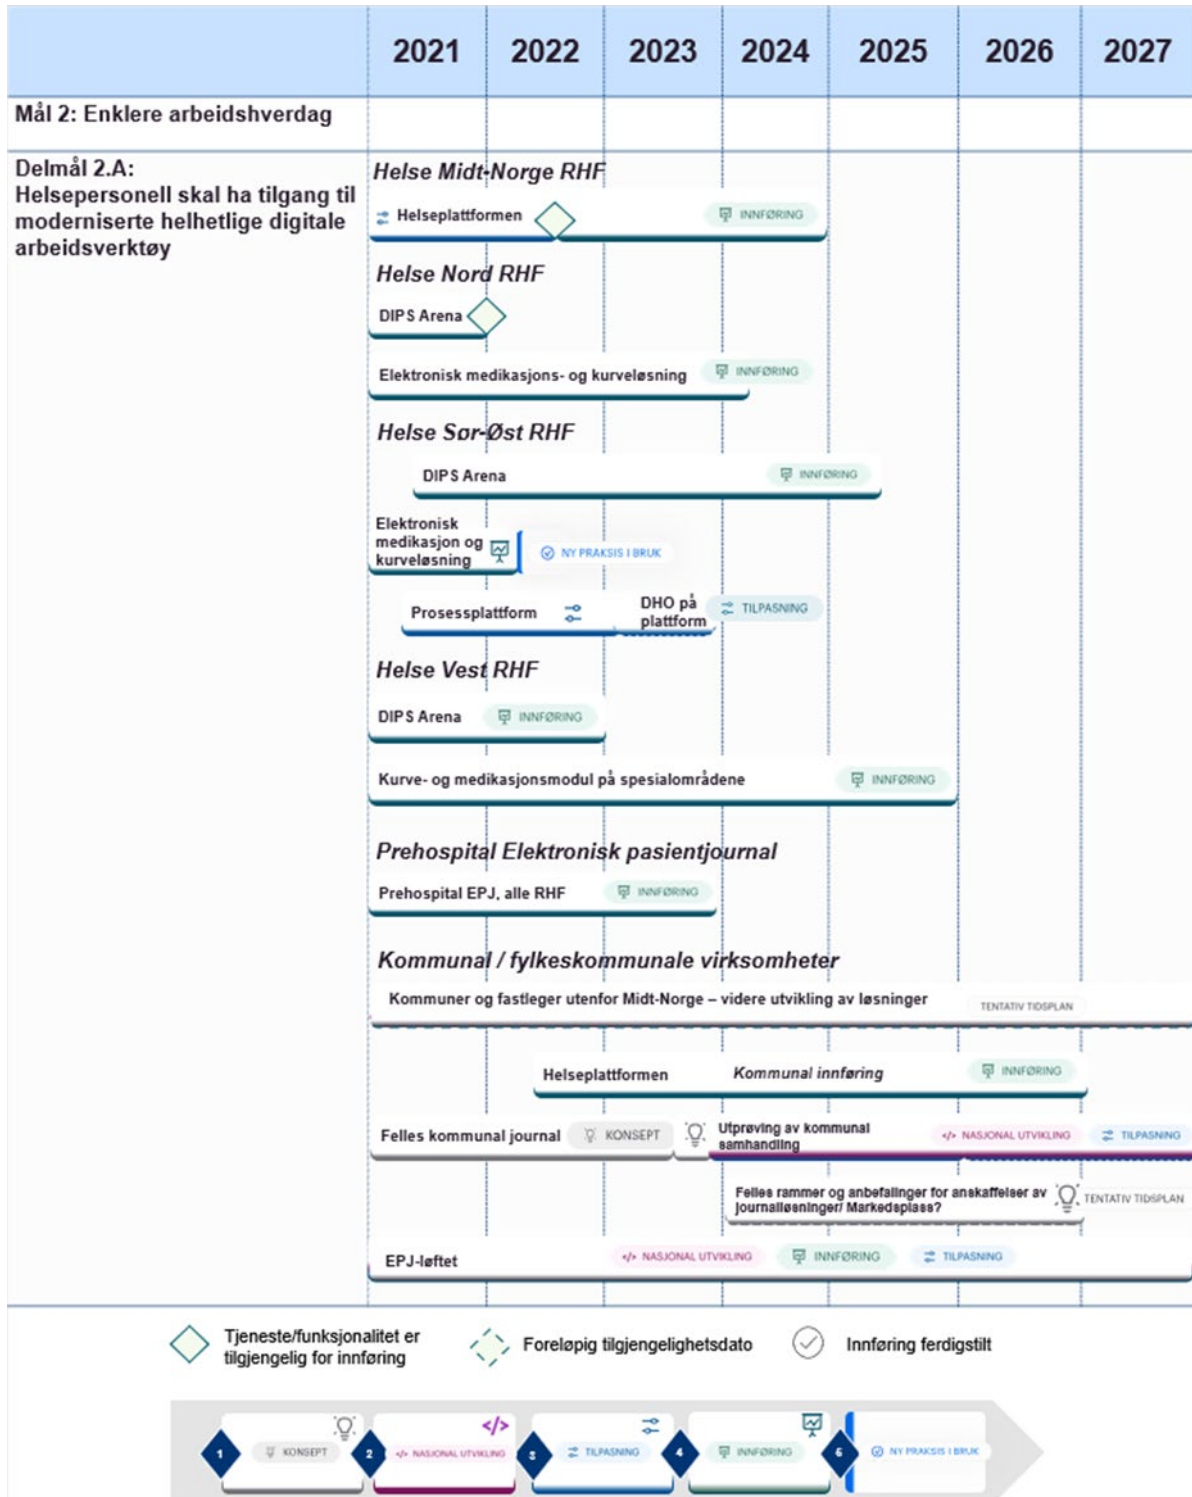 2021 2022 2023 2024 2025 2026 2027
Mål 2: Enklere arbeidshverdag
Delmål 2.A:
Helsepersonell skal ha tilgang til
moderniserte helhetlige digitale
arbeidsverktøy
Helse Midt-Norge RHF
Helseplattformen
INNFØRING
Helse Nord RHF
DIPS Arena
Elektronisk medikasjons- og kurveløsning
INNFØRING
Helse Sør-Øst RHF
DIPS Arena
INNFØRING
Elektronisk
medikasjon og
kurveløsning
NY PRAKSIS I BRUK
Prosessplattform
DHO på
plattform
TILPASNING
Helse Vest RHF
DIPS Arena
INNFØRING
Kurve- og medikasjonsmodul på spesialområdene
INNFØRING
Prehospital Elektronisk pasientjournal
Prehospital EPJ, alle RHF
INNFØRING
Kommunal / fylkeskommunale virksomheter
Kommuner og fastleger utenfor Midt-Norge – videre utvikling av løsninger
TENTATIV TIDSPLAN
Helseplattformen
Kommunal innføring
INNFØRING
Felles kommunal journal
KONSEPT
Utprøving av kommunal
samhandling
</> NASJONAL UTVIKLING
TILPASNING
Felles rammer og anbefalinger for anskaffelser av
journalløsninger/ Markedsplass?
TENTATIV TIDSPLAN
EPJ-løftet
</> NASJONAL UTVIKLING
INNFØRING
TILPASNING
Tjeneste/funksjonalitet er
tilgjengelig for innføring
Foreløpig tilgjengelighetsdato
Innføring ferdigstilt
1 KONSEPT
</>
2 </> NASJONAL UTVIKLING
3 TILPASNING
4 INNFØRING
5 NY PRAKSIS I BRUK